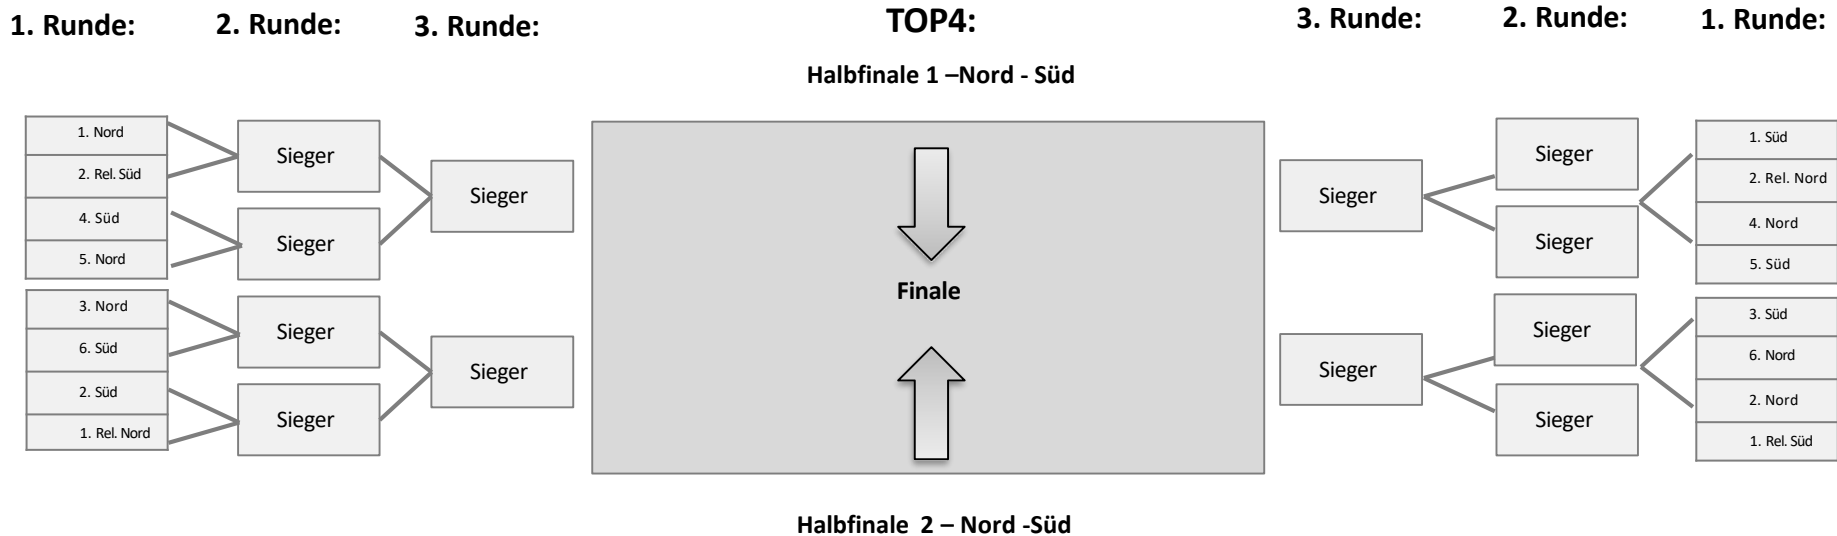 1. Runde:
2. Runde:
3. Runde:
TOP4:
3. Runde:
2. Runde:
1. Runde:
Halbfinale 1 –Nord - Süd
1. Nord
2. Rel. Süd
4. Süd
5. Nord
3. Nord
6. Süd
2. Süd
1. Rel. Nord
Sieger
Sieger
Sieger
Sieger
Sieger
Sieger
Finale
Sieger
Sieger
Sieger
Sieger
Sieger
Sieger
1. Süd
2. Rel. Nord
4. Nord
5. Süd
3. Süd
6. Nord
2. Nord
1. Rel. Süd
Halbfinale 2 – Nord -Süd